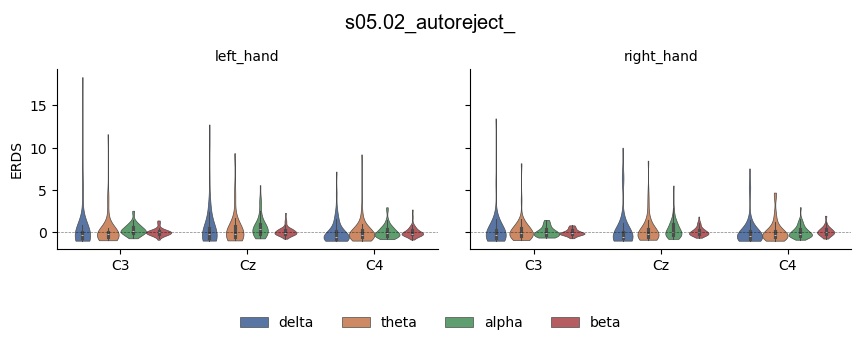 s05.02_autoreject_
left_hand
right_hand
ERDS
15
10
5
0
C3
Cz
C4
C3
Cz
C4
delta
theta
alpha
beta